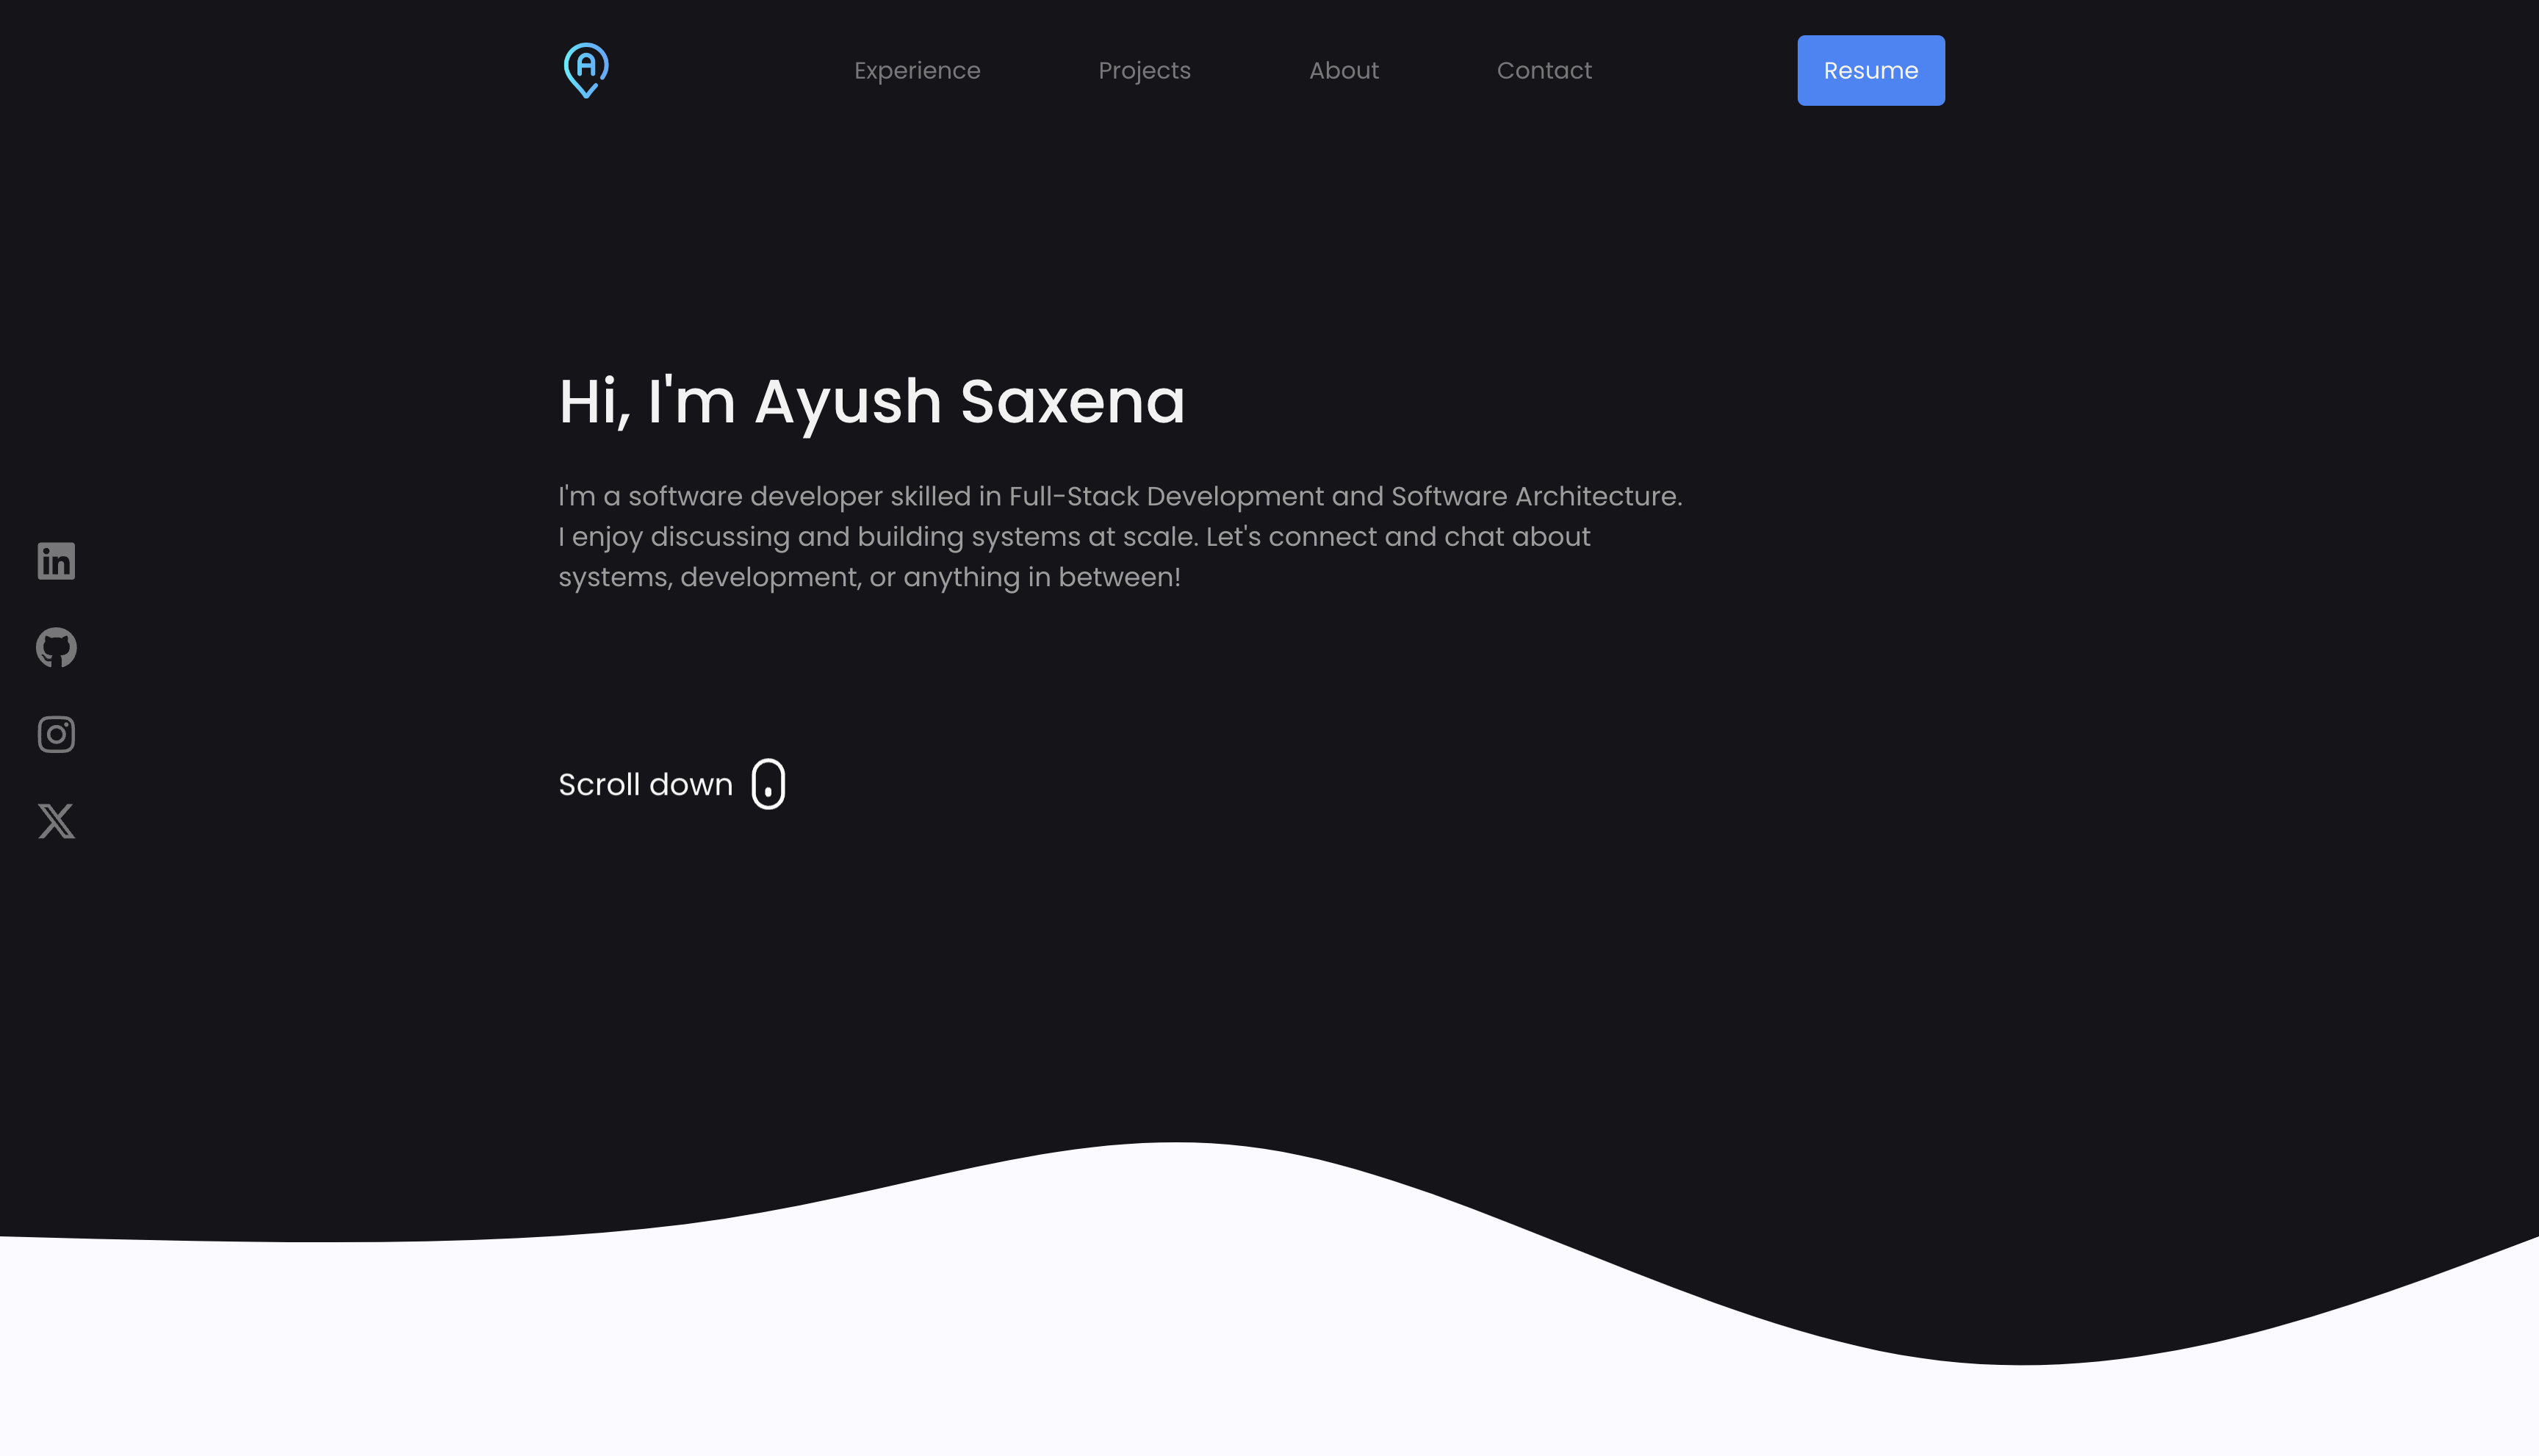 A
Experience
Projects
About
Contact
Resume
Hi, I'm Ayush Saxena
I'm a software developer skilled in Full-Stack Development and Software Architecture.
I enjoy discussing and building systems at scale. Let's connect and chat about
systems, development, or anything in between!
in
Scroll down